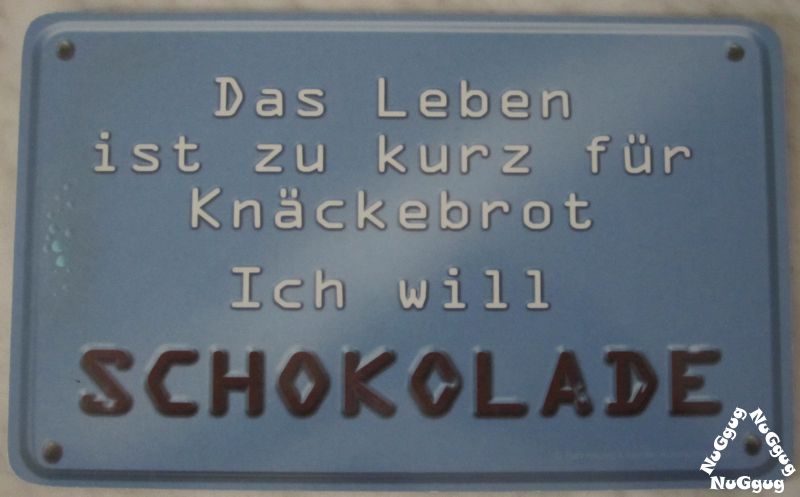 Das Leben
ist zu kurz für
Knäckebrot
Ich will
SCHOKOLADE
NuGgug
NuGgug
NuGgug